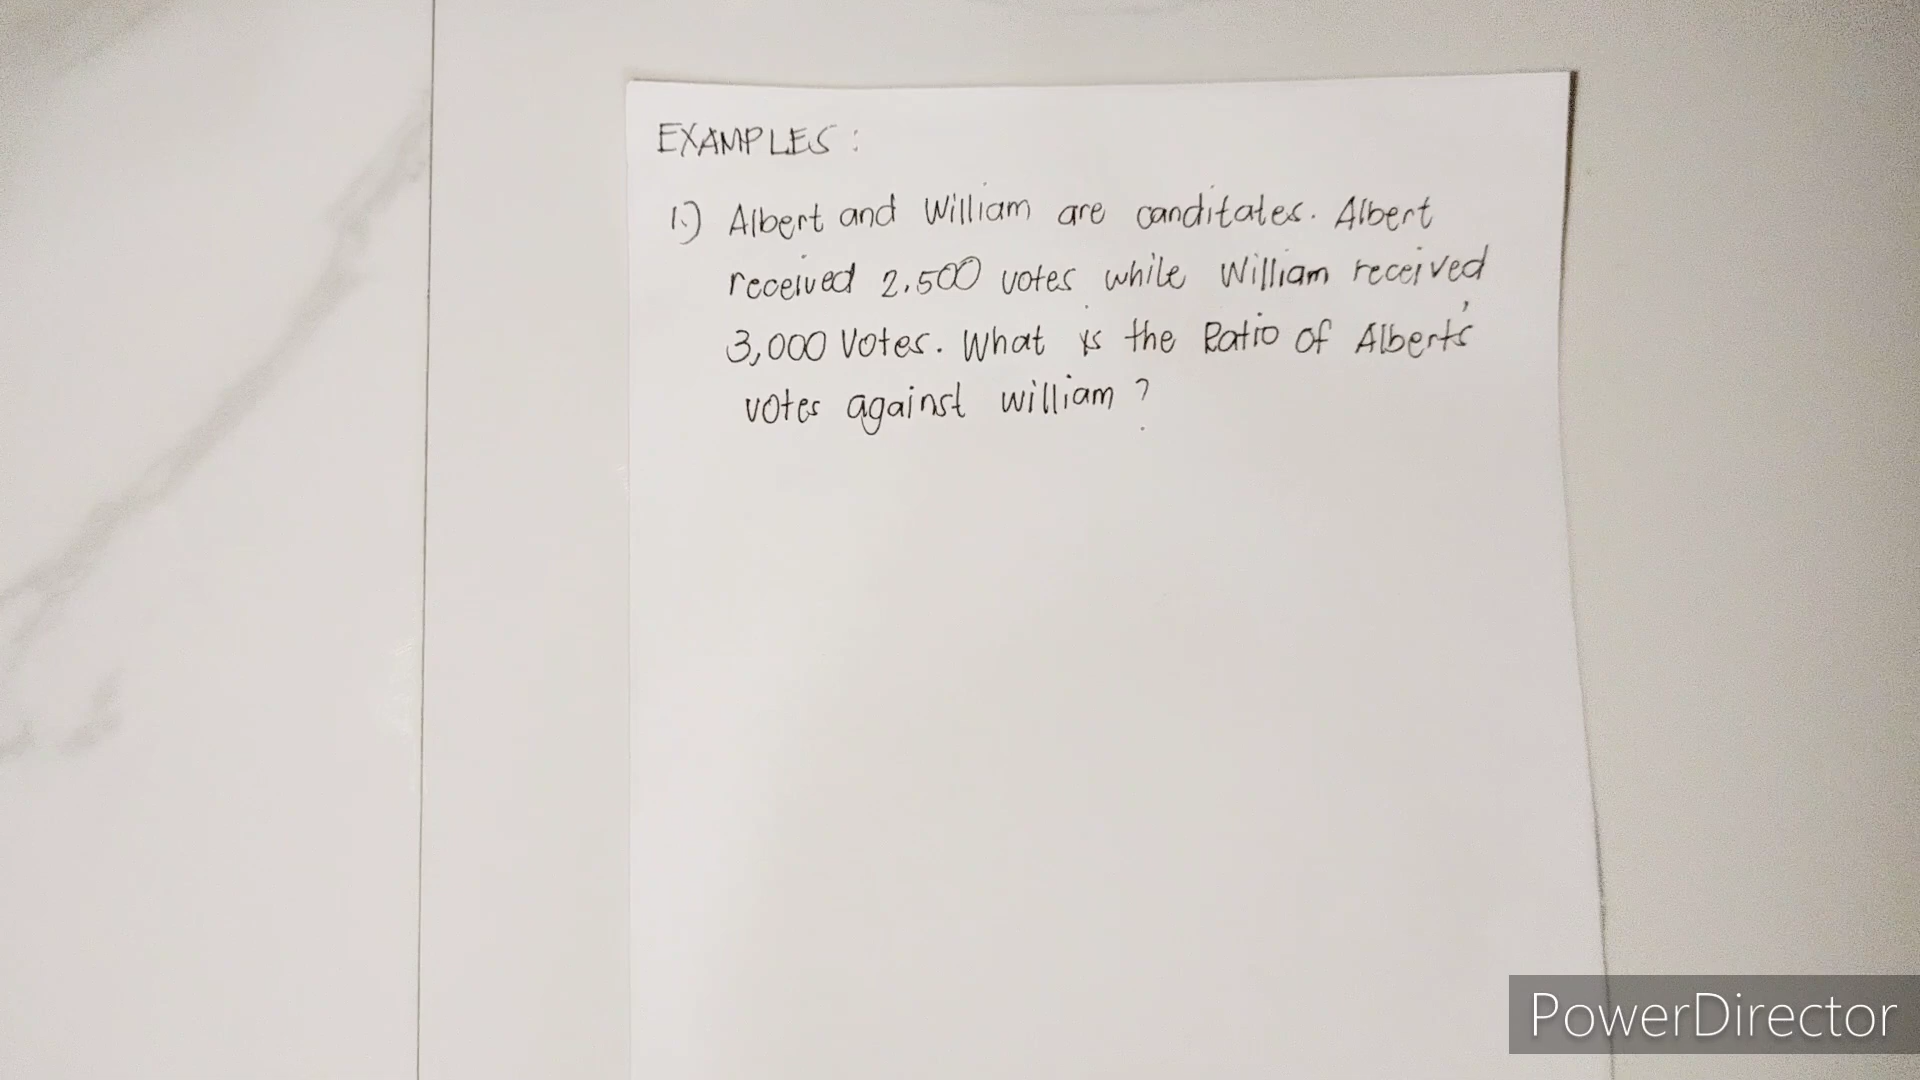 EXAMPLES :
1.) Albert and William are canditates. Albert
received 2,500 votes while William received
3,000 Votes. What is the Ratio of Albert's
votes against william ?
PowerDirector